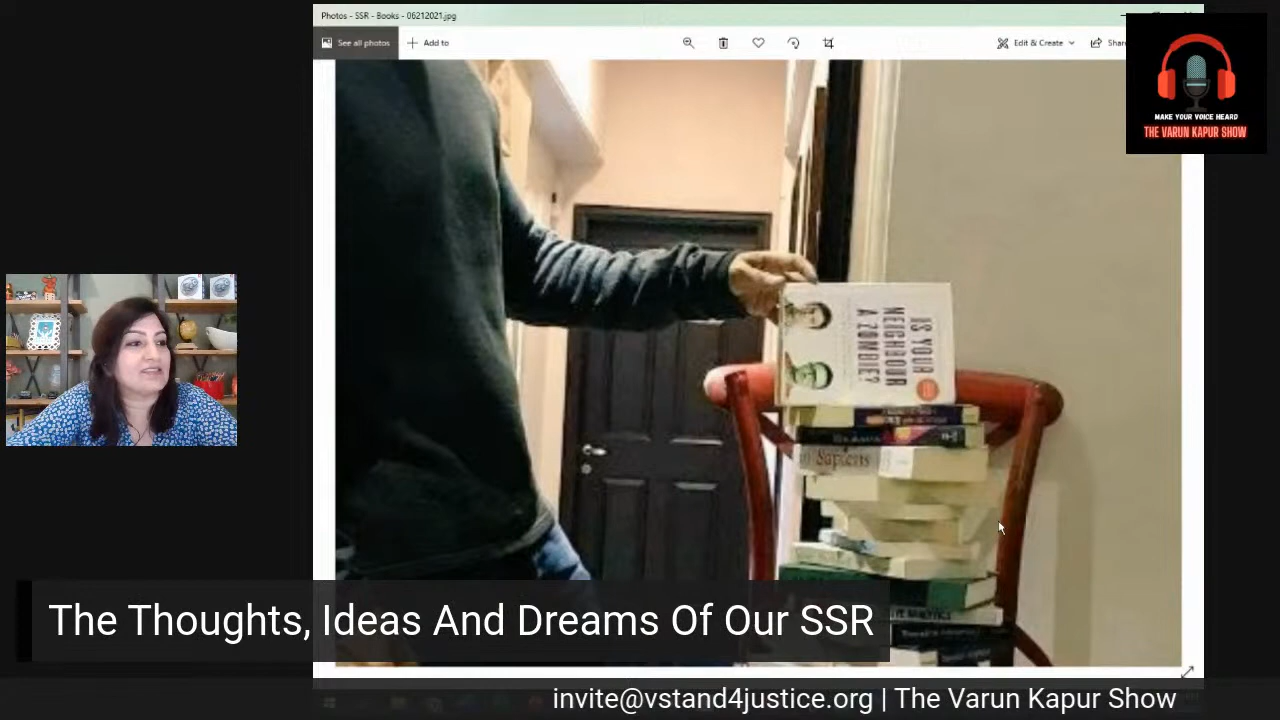 Photos - SSR - Books - 06212021.jpg
See all photos
Add to
Edit & Create
MAKE YOUR VOICE HEARD
THE VARUN KAPUR SHOW
IS YOUR
NEIGHBOUR
A ZOMBIE?
Sapiens
The Thoughts, Ideas And Dreams Of Our SSR
invite@vstand4justice.org | The Varun Kapur Show